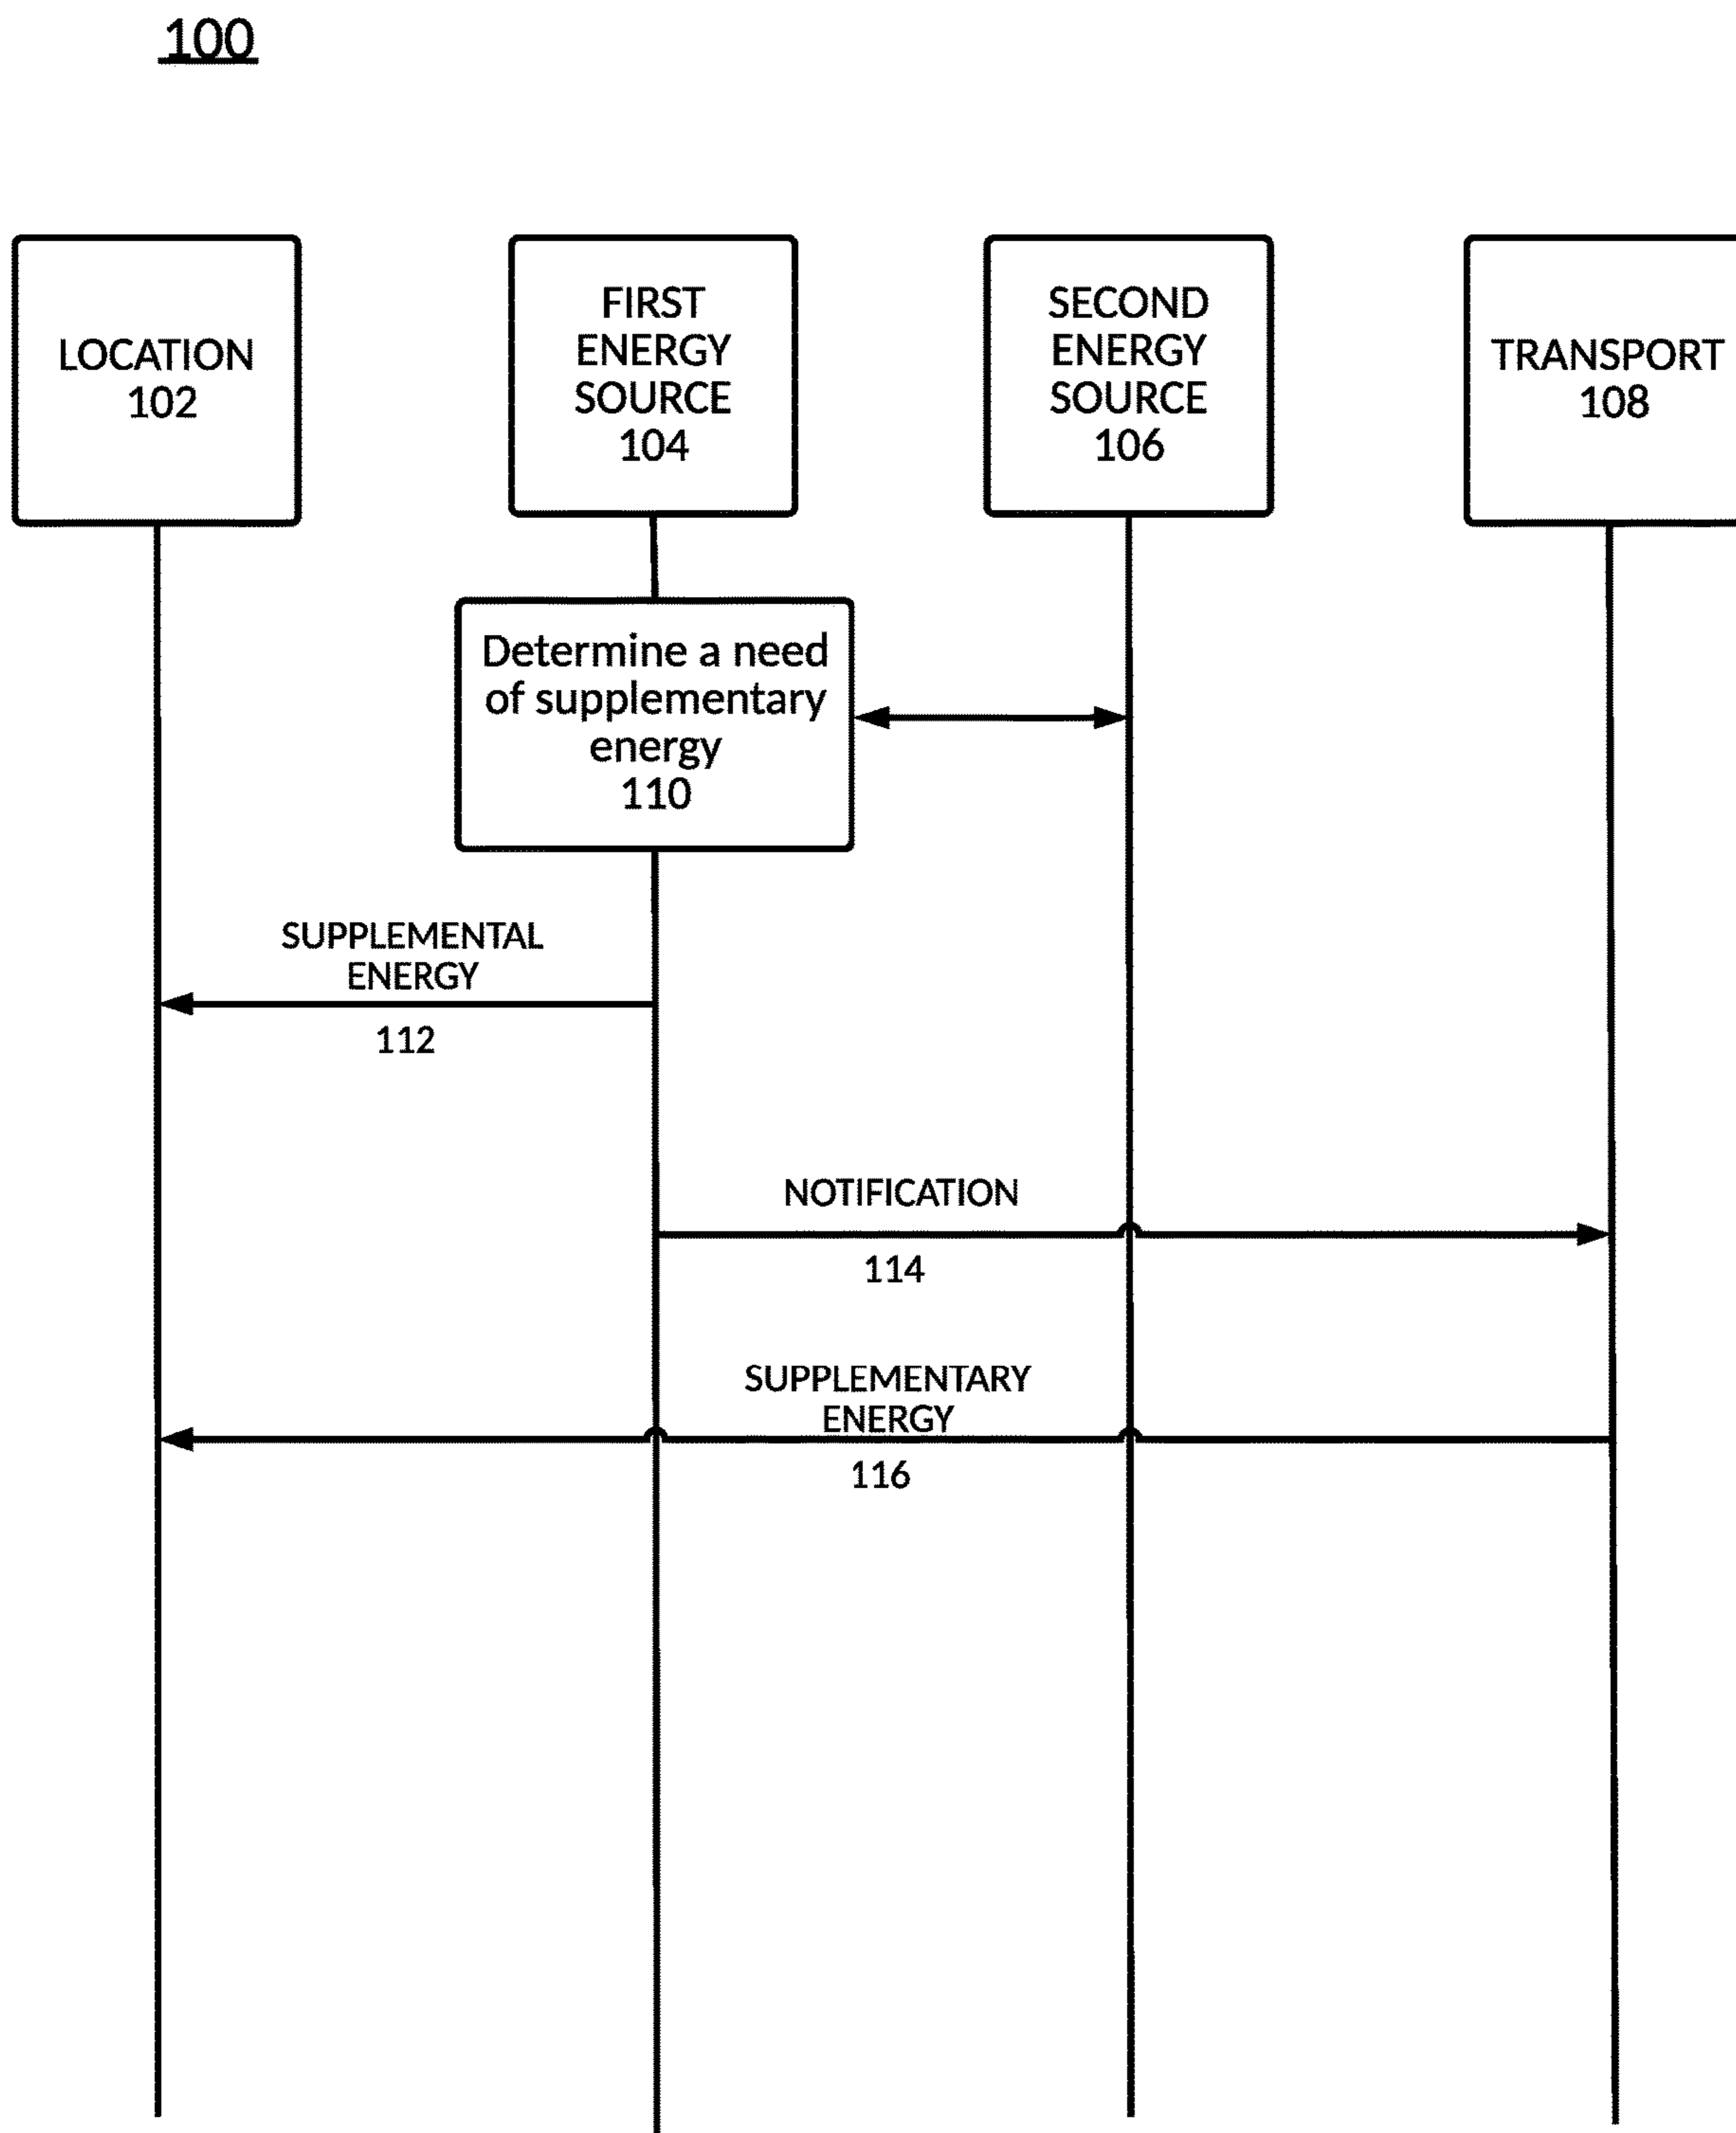 100
LOCATION
102
FIRST
ENERGY
SOURCE
104
SECOND
ENERGY
SOURCE
106
TRANSPORT
108
Determine a need
of supplementary
energy
110
SUPPLEMENTAL
ENERGY
112
NOTIFICATION
114
SUPPLEMENTARY
ENERGY
116